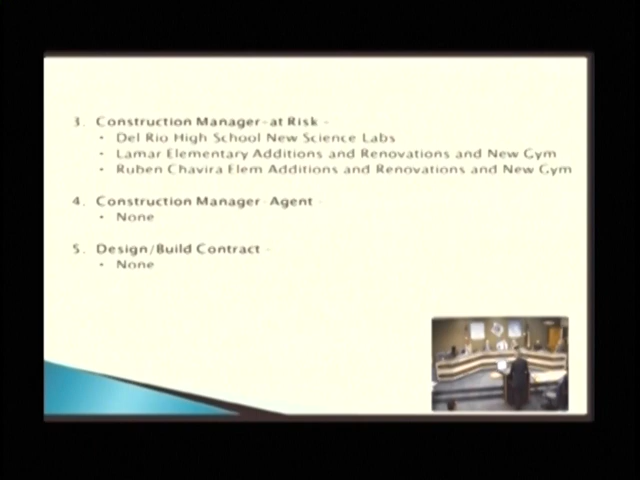 3. Construction Manager-at Risk -
• Del Rio High School New Science Labs
• Lamar Elementary Additions and Renovations and New Gym
• Ruben Chavira Elem Additions and Renovations and New Gym
4. Construction Manager Agent -
• None
5. Design/Build Contract -
• None